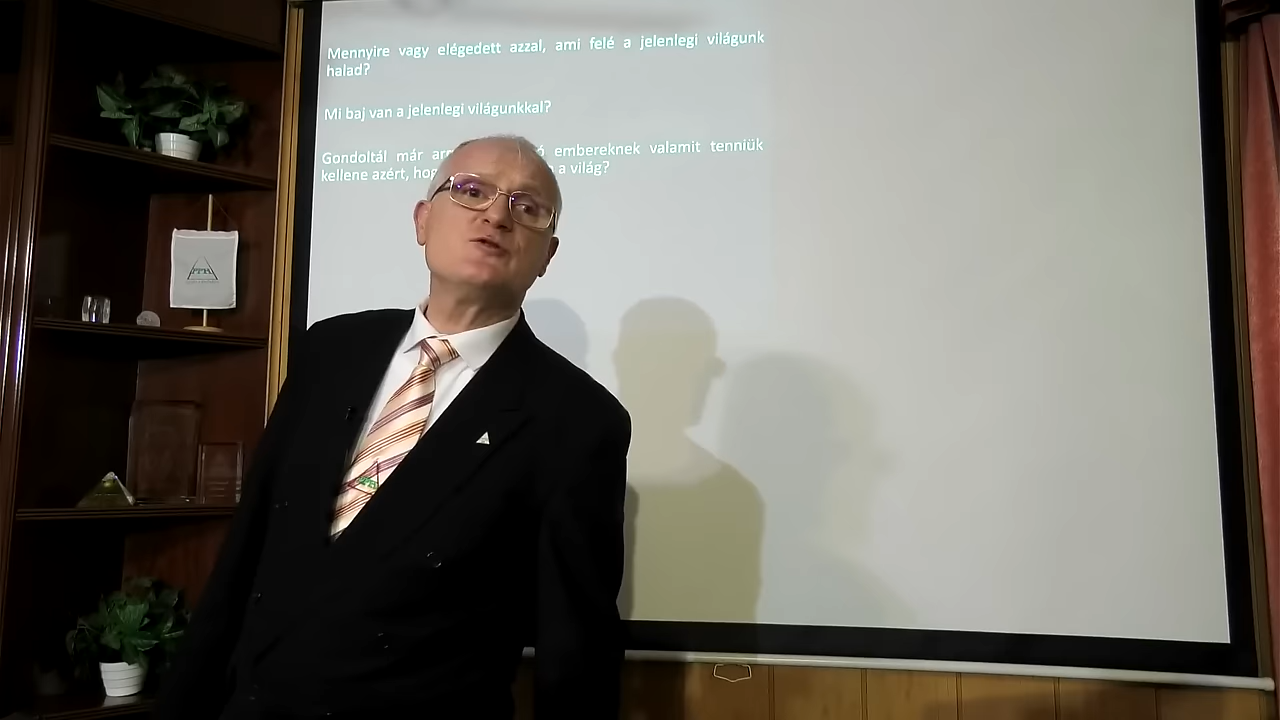 Mennyire vagy elégedett azzal, ami felé a jelenlegi világunk
halad?
Mi baj van a jelenlegi világunkkal?
Gondoltál már embereknek valamit tenniük
kellene azért, a világ?